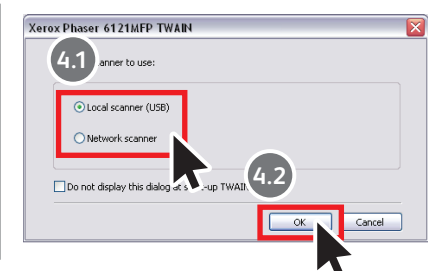 Xerox Phaser 6121MFP TWAIN
4.1 anner to use:
Local scanner (USB)
Network scanner
4.2
Do not display this dialog at up TWAI
OK Cancel